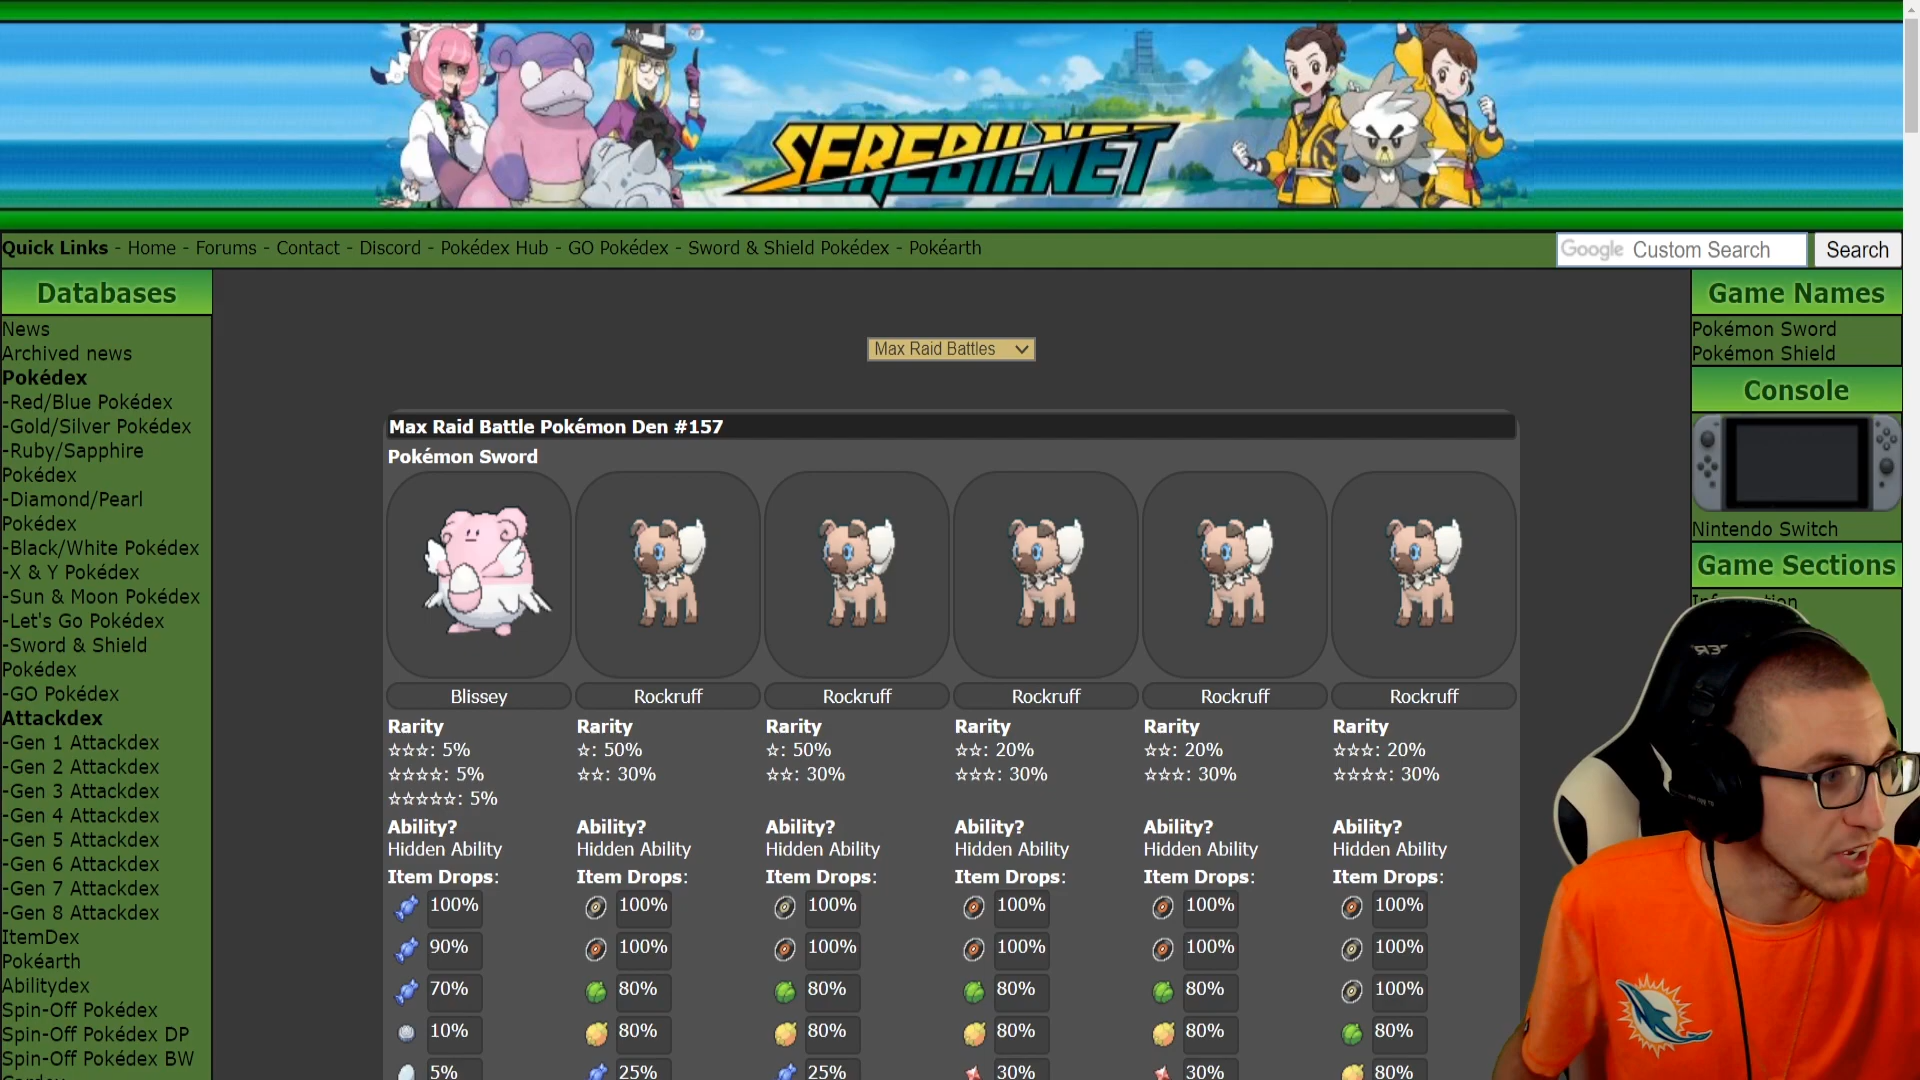 SEREBII.NET
Quick Links - Home - Forums - Contact - Discord - Pokédex Hub - GO Pokédex - Sword & Shield Pokédex - Pokéarth
Google Custom Search
Search
Databases
News
Archived news
Pokédex
-Red/Blue Pokédex
-Gold/Silver Pokédex
-Ruby/Sapphire
Pokédex
-Diamond/Pearl
Pokédex
-Black/White Pokédex
-X & Y Pokédex
-Sun & Moon Pokédex
-Let's Go Pokédex
-Sword & Shield
Pokédex
-GO Pokédex
Attackdex
-Gen 1 Attackdex
-Gen 2 Attackdex
-Gen 3 Attackdex
-Gen 4 Attackdex
-Gen 5 Attackdex
-Gen 6 Attackdex
-Gen 7 Attackdex
-Gen 8 Attackdex
ItemDex
Pokéarth
Abilitydex
Spin-Off Pokédex
Spin-Off Pokédex DP
Spin-Off Pokédex BW
Max Raid Battles
Max Raid Battle Pokémon Den #157
Pokémon Sword
Blissey Rockruff Rockruff Rockruff Rockruff Rockruff
Rarity Rarity Rarity Rarity Rarity Rarity
☆☆☆: 5% ☆: 50% ☆: 50% ☆☆: 20% ☆☆: 20% ☆☆☆: 20%
☆☆☆☆: 5% ☆☆: 30% ☆☆: 30% ☆☆☆: 30% ☆☆☆: 30% ☆☆☆☆: 30%
☆☆☆☆☆: 5%
Ability? Ability? Ability? Ability? Ability? Ability?
Hidden Ability Hidden Ability Hidden Ability Hidden Ability Hidden Ability Hidden Ability
Item Drops: Item Drops: Item Drops: Item Drops: Item Drops: Item Drops:
100% 100% 100% 100% 100% 100%
90% 100% 100% 100% 100% 100%
70% 80% 80% 80% 80% 100%
10% 80% 80% 80% 80% 80%
5% 25% 25% 30% 30% 80%
Game Names
Pokémon Sword
Pokémon Shield
Console
Nintendo Switch
Game Sections
Information